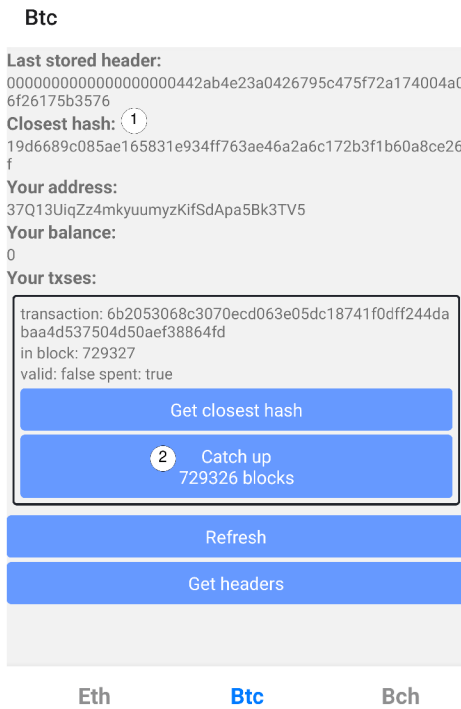 Btc
Last stored header:
0000000000000000000442ab4e23a0426795c475f72a174004a0
6f26175b3576
Closest hash: 1
19d6689c085ae165831e934ff763ae46a2a6c172b3f1b60a8ce26
f
Your address:
37Q13UiqZz4mkyuumyzKifSdApa5Bk3TV5
Your balance:
0
Your txses:
transaction: 6b2053068c3070ecd063e05dc18741f0dff244da
baa4d537504d50aef38864fd
in block: 729327
valid: false spent: true
Get closest hash
2 Catch up
729326 blocks
Refresh
Get headers
Eth Btc Bch